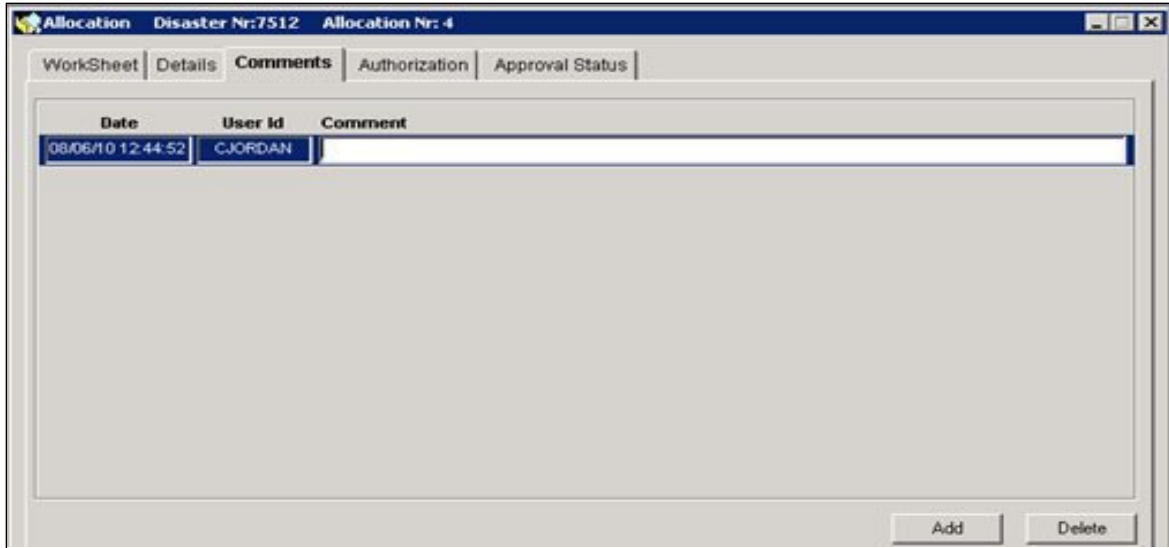 Allocation Disaster Nr:7512 Allocation Nr: 4
WorkSheet Details Comments Authorization Approval Status
Date User Id Comment
08/06/10 12:44:52 CJORDAN
Add Delete